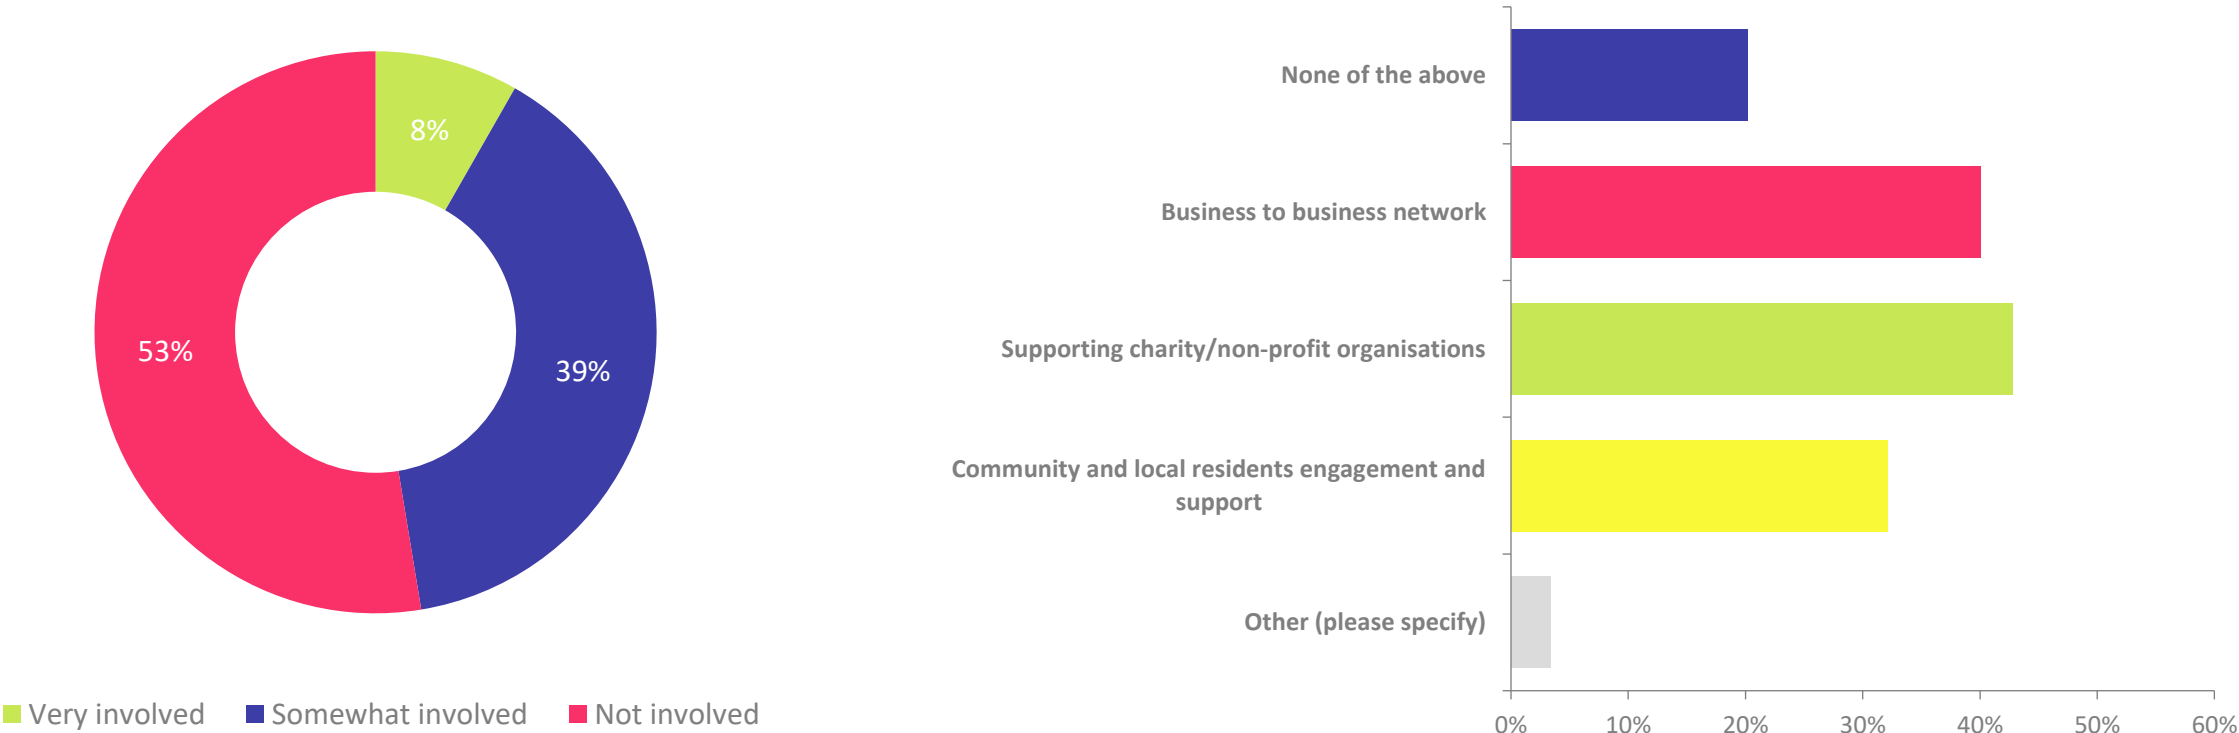 8%
39%
53%
Very involved
Somewhat involved
Not involved
None of the above
Business to business network
Supporting charity/non-profit organisations
Community and local residents engagement and
support
Other (please specify)
0%
10%
20%
30%
40%
50%
60%